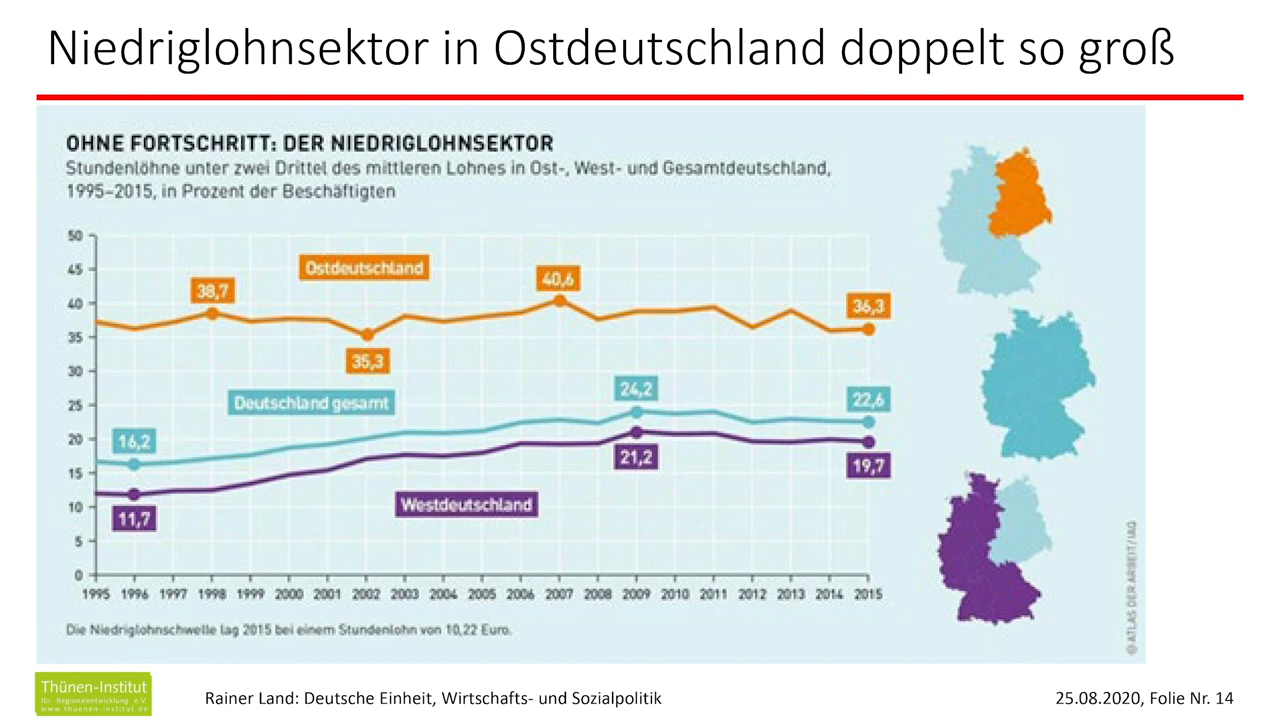 Niedriglohnsektor in Ostdeutschland doppelt so groß
OHNE FORTSCHRITT: DER NIEDRIGLOHNSEKTOR
Stundenlöhne unter zwei Drittel des mittleren Lohnes in Ost-, West- und Gesamtdeutschland,
1995–2015, in Prozent der Beschäftigten
50
45
40
35
30
25
20
15
10
5
0
Ostdeutschland
38,7
35,3
40,6
36,3
Deutschland gesamt
16,2
24,2
22,6
Westdeutschland
11,7
21,2
19,7
1995 1996 1997 1998 1999 2000 2001 2002 2003 2004 2005 2006 2007 2008 2009 2010 2011 2012 2013 2014 2015
Die Niedriglohnschwelle lag 2015 bei einem Stundenlohn von 10,22 Euro.
© ATLAS DER ARBEIT / IAQ
Thünen-Institut
für Regionalentwicklung e.V.
www.thuenen-institut.de
Rainer Land: Deutsche Einheit, Wirtschafts- und Sozialpolitik
25.08.2020, Folie Nr. 14